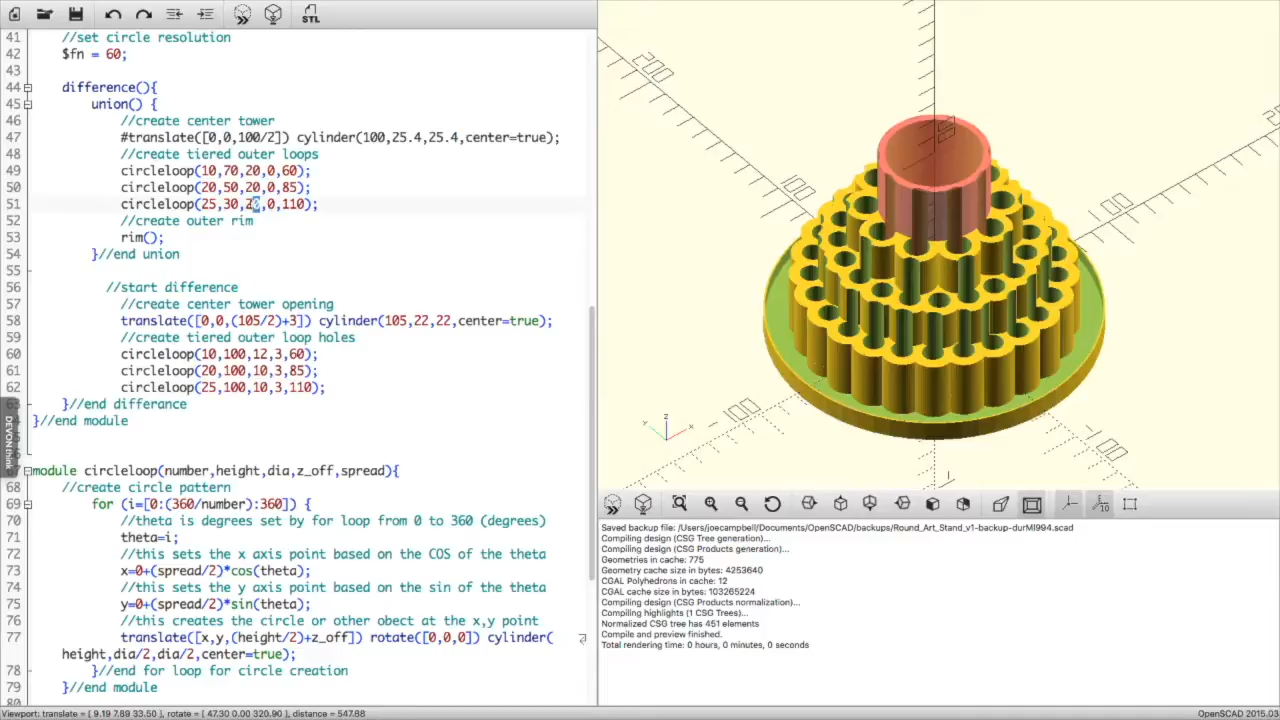 STL
41 //set circle resolution
42 $fn = 60;
43
44 difference(){
45 union() {
46 //create center tower
47 #translate([0,0,100/2]) cylinder(100,25.4,25.4,center=true);
48 //create tiered outer loops
49 circleloop(10,70,20,0,60);
50 circleloop(20,50,20,0,85);
51 circleloop(25,30,20,0,110);
52 //create outer rim
53 rim();
54 }//end union
55
56 //start difference
57 //create center tower opening
58 translate([0,0,(105/2)+3]) cylinder(105,22,22,center=true);
59 //create tiered outer loop holes
60 circleloop(10,100,12,3,60);
61 circleloop(20,100,10,3,85);
62 circleloop(25,100,10,3,110);
}//end differance
}//end module
DEVONthink
module circleloop(number,height,dia,z_off,spread){
68 //create circle pattern
69 for (i=[0:(360/number):360]) {
70 //theta is degrees set by for loop from 0 to 360 (degrees)
71 theta=i;
72 //this sets the x axis point based on the COS of the theta
73 x=0+(spread/2)*cos(theta);
74 //this sets the y axis point based on the sin of the theta
75 y=0+(spread/2)*sin(theta);
76 //this creates the circle or other obect at the x,y point
77 translate([x,y,(height/2)+z_off]) rotate([0,0,0]) cylinder(
height,dia/2,dia/2,center=true);
78 }//end for loop for circle creation
79 }//end module
80
200
100
-100
-100
z
y
x
Saved backup file: /Users/joecampbell/Documents/OpenSCAD/backups/Round_Art_Stand_v1-backup-durMI994.scad
Compiling design (CSG Tree generation)...
Compiling design (CSG Products generation)...
Geometries in cache: 775
Geometry cache size in bytes: 4253640
CGAL Polyhedrons in cache: 12
CGAL cache size in bytes: 103265224
Compiling design (CSG Products normalization)...
Compiling highlights (1 CSG Trees)...
Normalized CSG tree has 451 elements
Compile and preview finished.
Total rendering time: 0 hours, 0 minutes, 0 seconds
Viewport: translate = [ 9.19 7.89 33.50 ], rotate = [ 47.30 0.00 320.90 ], distance = 547.88
OpenSCAD 2015.03